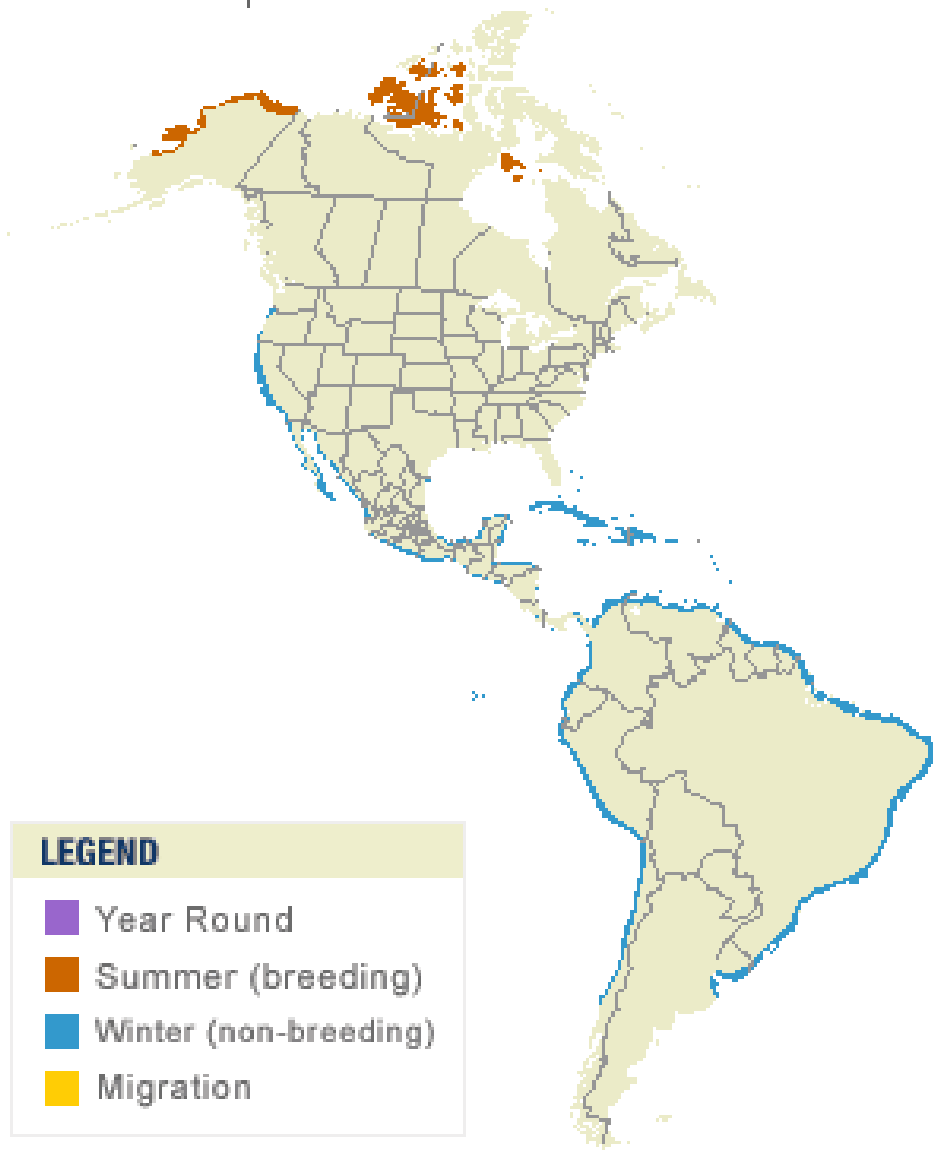 LEGEND
Year Round
Summer (breeding)
Winter (non-breeding)
Migration